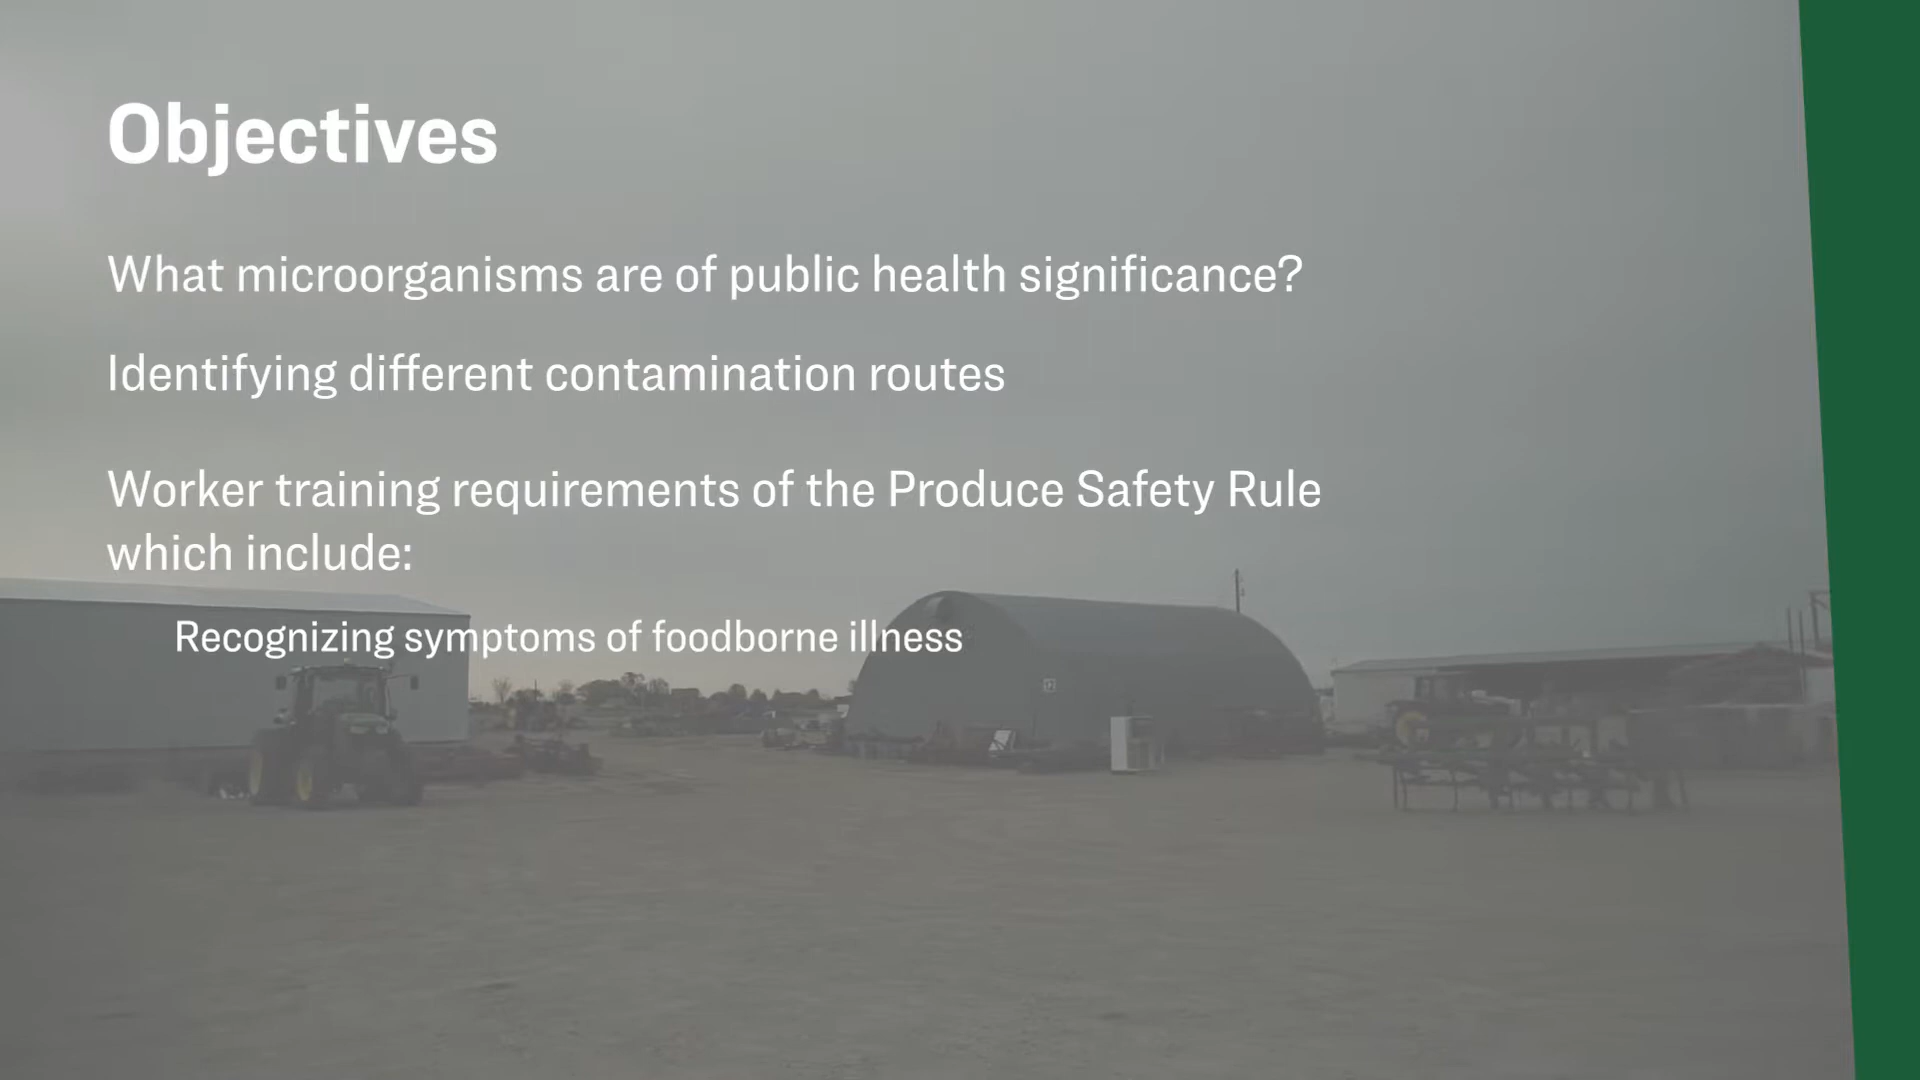 Objectives
What microorganisms are of public health significance?
Identifying different contamination routes
Worker training requirements of the Produce Safety Rule
which include:
Recognizing symptoms of foodborne illness